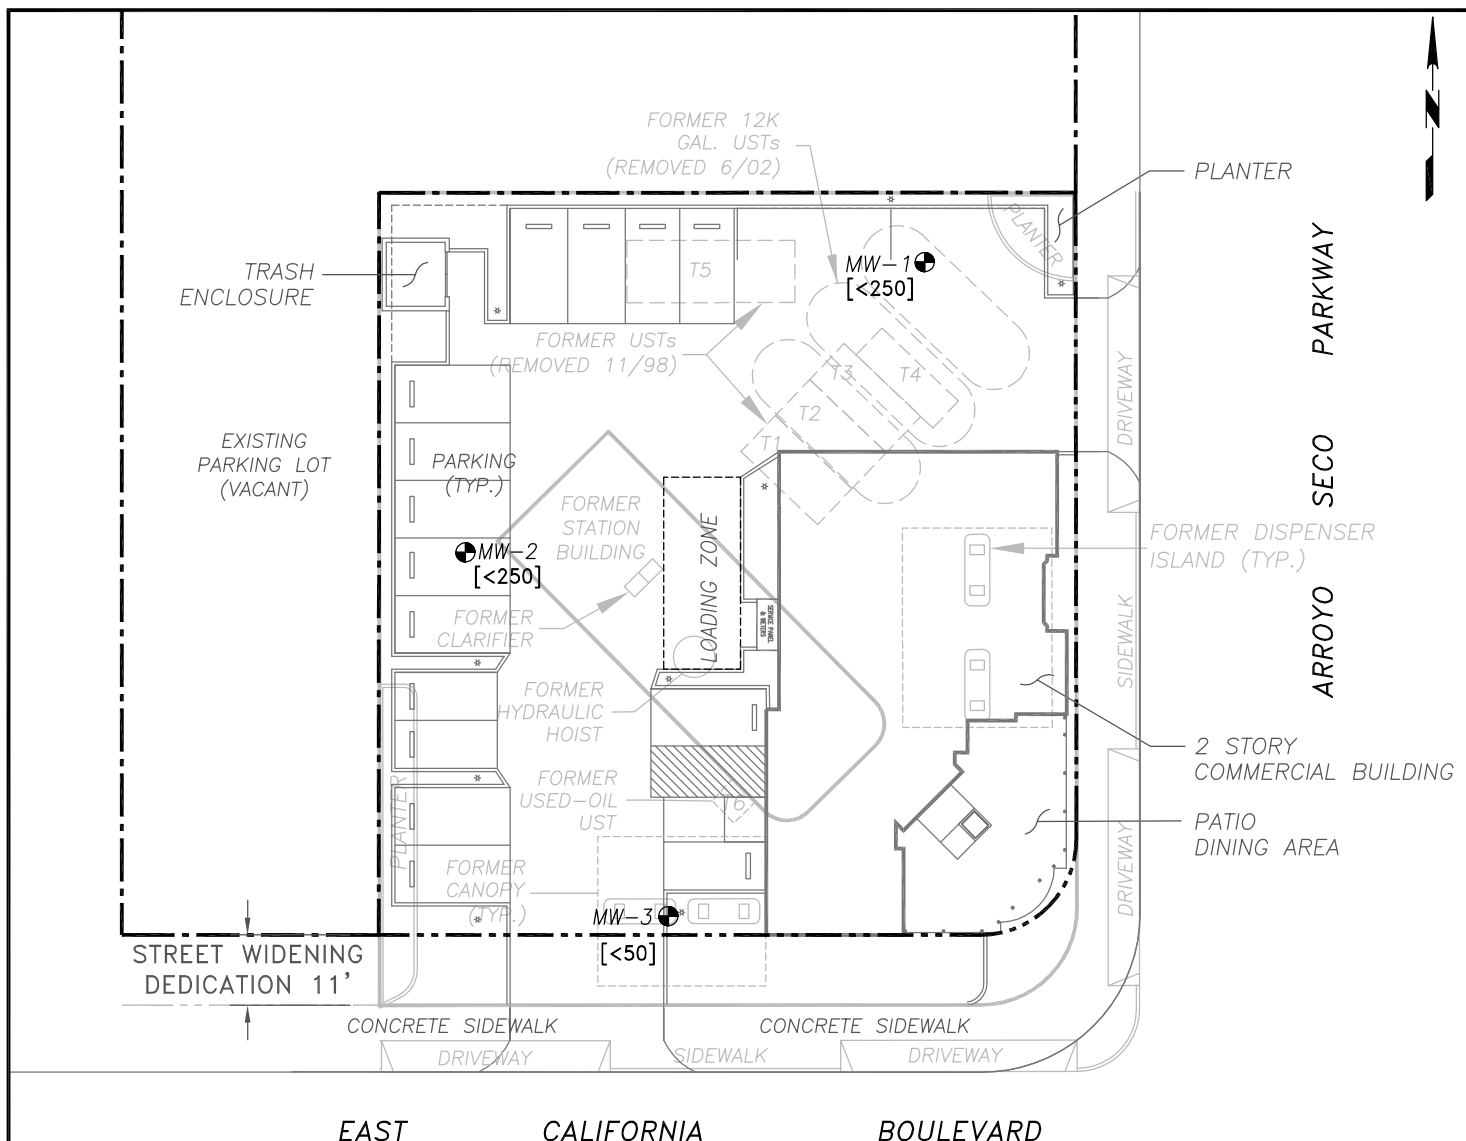 FORMER 12K
GAL. USTs
(REMOVED 6/02)
N
PLANTER
PLANTER
TRASH
ENCLOSURE
T5
MW-1
[<250]
FORMER USTs
(REMOVED 11/98)
T4
T3
T2
T1
DRIVEWAY
ARROYO SECO PARKWAY
EXISTING
PARKING LOT
(VACANT)
PARKING
(TYP.)
FORMER
STATION
BUILDING
LOADING ZONE
FORMER DISPENSER
ISLAND (TYP.)
MW-2
[<250]
FORMER
CLARIFIER
SERVICE PANEL
& METERS
SIDEWALK
FORMER
HYDRAULIC
HOIST
2 STORY
COMMERCIAL BUILDING
FORMER
USED-OIL
UST
T6
PLANTER
PATIO
DINING AREA
DRIVEWAY
FORMER
CANOPY
(TYP.)
MW-3
[<50]
STREET WIDENING
DEDICATION 11'
CONCRETE SIDEWALK
CONCRETE SIDEWALK
DRIVEWAY
SIDEWALK
DRIVEWAY
EAST CALIFORNIA BOULEVARD